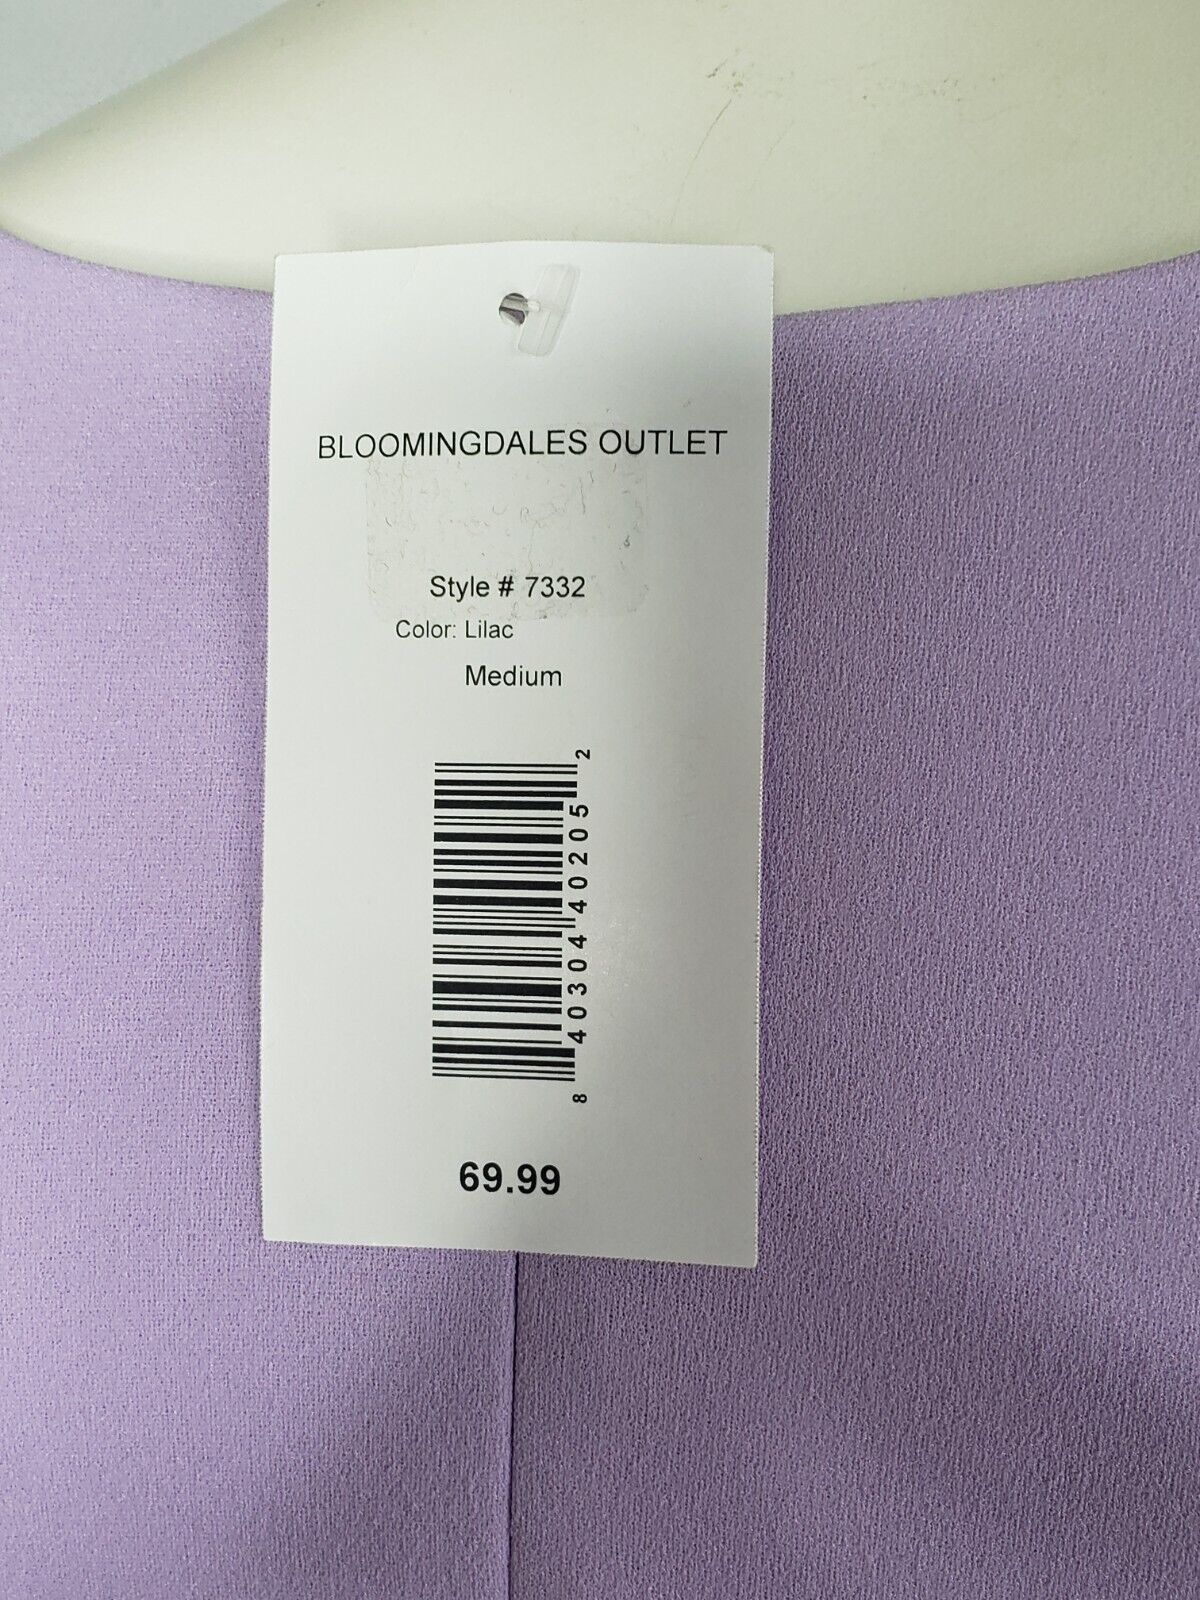 BLOOMINGDALES OUTLET
Style # 7332
Color: Lilac
Medium
8 40304 40205 2
69.99